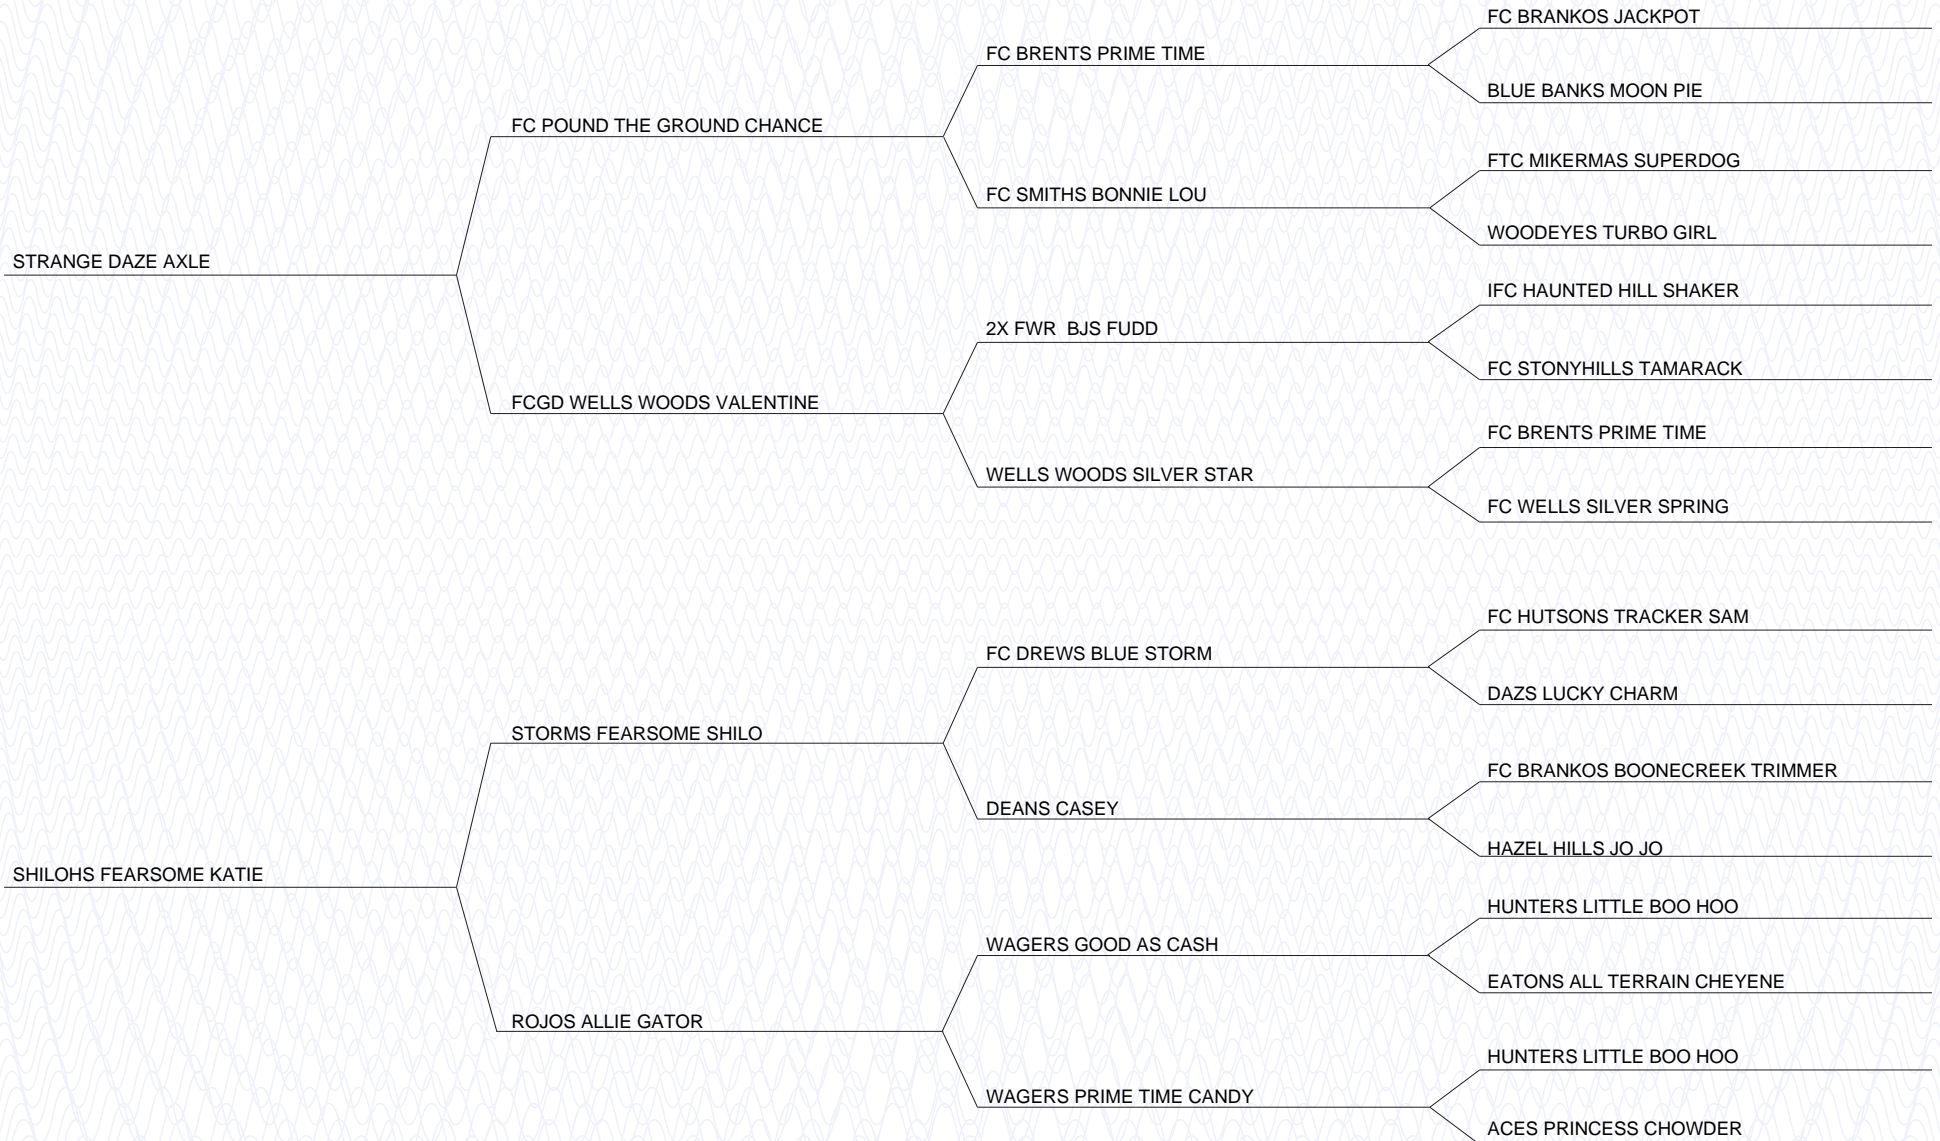 FC BRANKOS JACKPOT
FC BRENTS PRIME TIME
BLUE BANKS MOON PIE
FC POUND THE GROUND CHANCE
FTC MIKERMAS SUPERDOG
FC SMITHS BONNIE LOU
WOODEYES TURBO GIRL
STRANGE DAZE AXLE
IFC HAUNTED HILL SHAKER
2X FWR  BJS FUDD
FC STONYHILLS TAMARACK
FCGD WELLS WOODS VALENTINE
FC BRENTS PRIME TIME
WELLS WOODS SILVER STAR
FC WELLS SILVER SPRING
FC HUTSONS TRACKER SAM
FC DREWS BLUE STORM
DAZS LUCKY CHARM
STORMS FEARSOME SHILO
FC BRANKOS BOONECREEK TRIMMER
DEANS CASEY
HAZEL HILLS JO JO
SHILOHS FEARSOME KATIE
HUNTERS LITTLE BOO HOO
WAGERS GOOD AS CASH
EATONS ALL TERRAIN CHEYENE
ROJOS ALLIE GATOR
HUNTERS LITTLE BOO HOO
WAGERS PRIME TIME CANDY
ACES PRINCESS CHOWDER